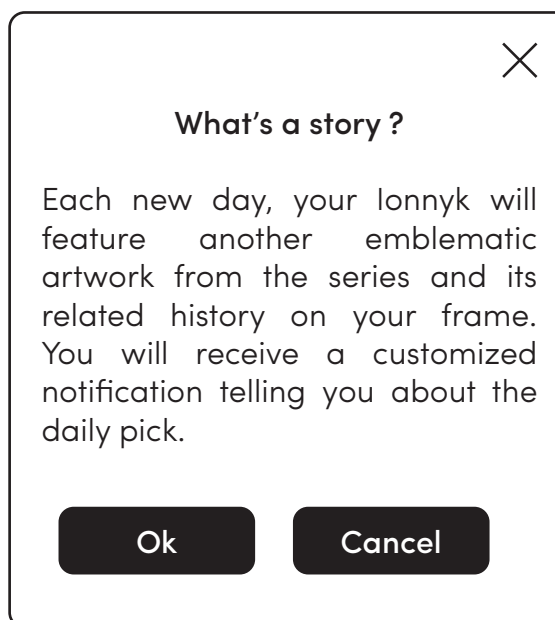 What's a story ?
Each new day, your Ionnyk will
feature another emblematic
artwork from the series and its
related history on your frame.
You will receive a customized
notification telling you about the
daily pick.
Ok
Cancel